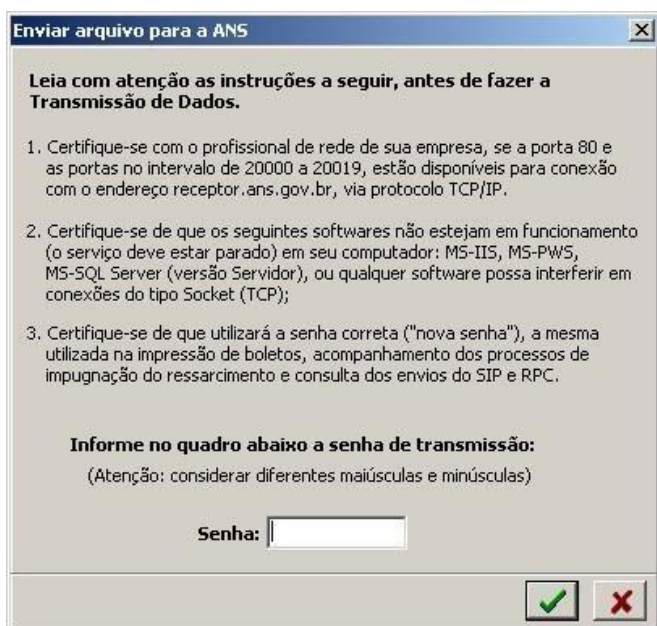 Enviar arquivo para a ANS
Leia com atenção as instruções a seguir, antes de fazer a
Transmissão de Dados.
1. Certifique-se com o profissional de rede de sua empresa, se a porta 80 e
as portas no intervalo de 20000 a 20019, estão disponíveis para conexão
com o endereço receptor.ans.gov.br, via protocolo TCP/IP.
2. Certifique-se de que os seguintes softwares não estejam em funcionamento
(o serviço deve estar parado) em seu computador: MS-IIS, MS-PWS,
MS-SQL Server (versão Servidor), ou qualquer software possa interferir em
conexões do tipo Socket (TCP);
3. Certifique-se de que utilizará a senha correta ("nova senha"), a mesma
utilizada na impressão de boletos, acompanhamento dos processos de
impugnação do ressarcimento e consulta dos envios do SIP e RPC.
Informe no quadro abaixo a senha de transmissão:
(Atenção: considerar diferentes maiúsculas e minúsculas)
Senha: